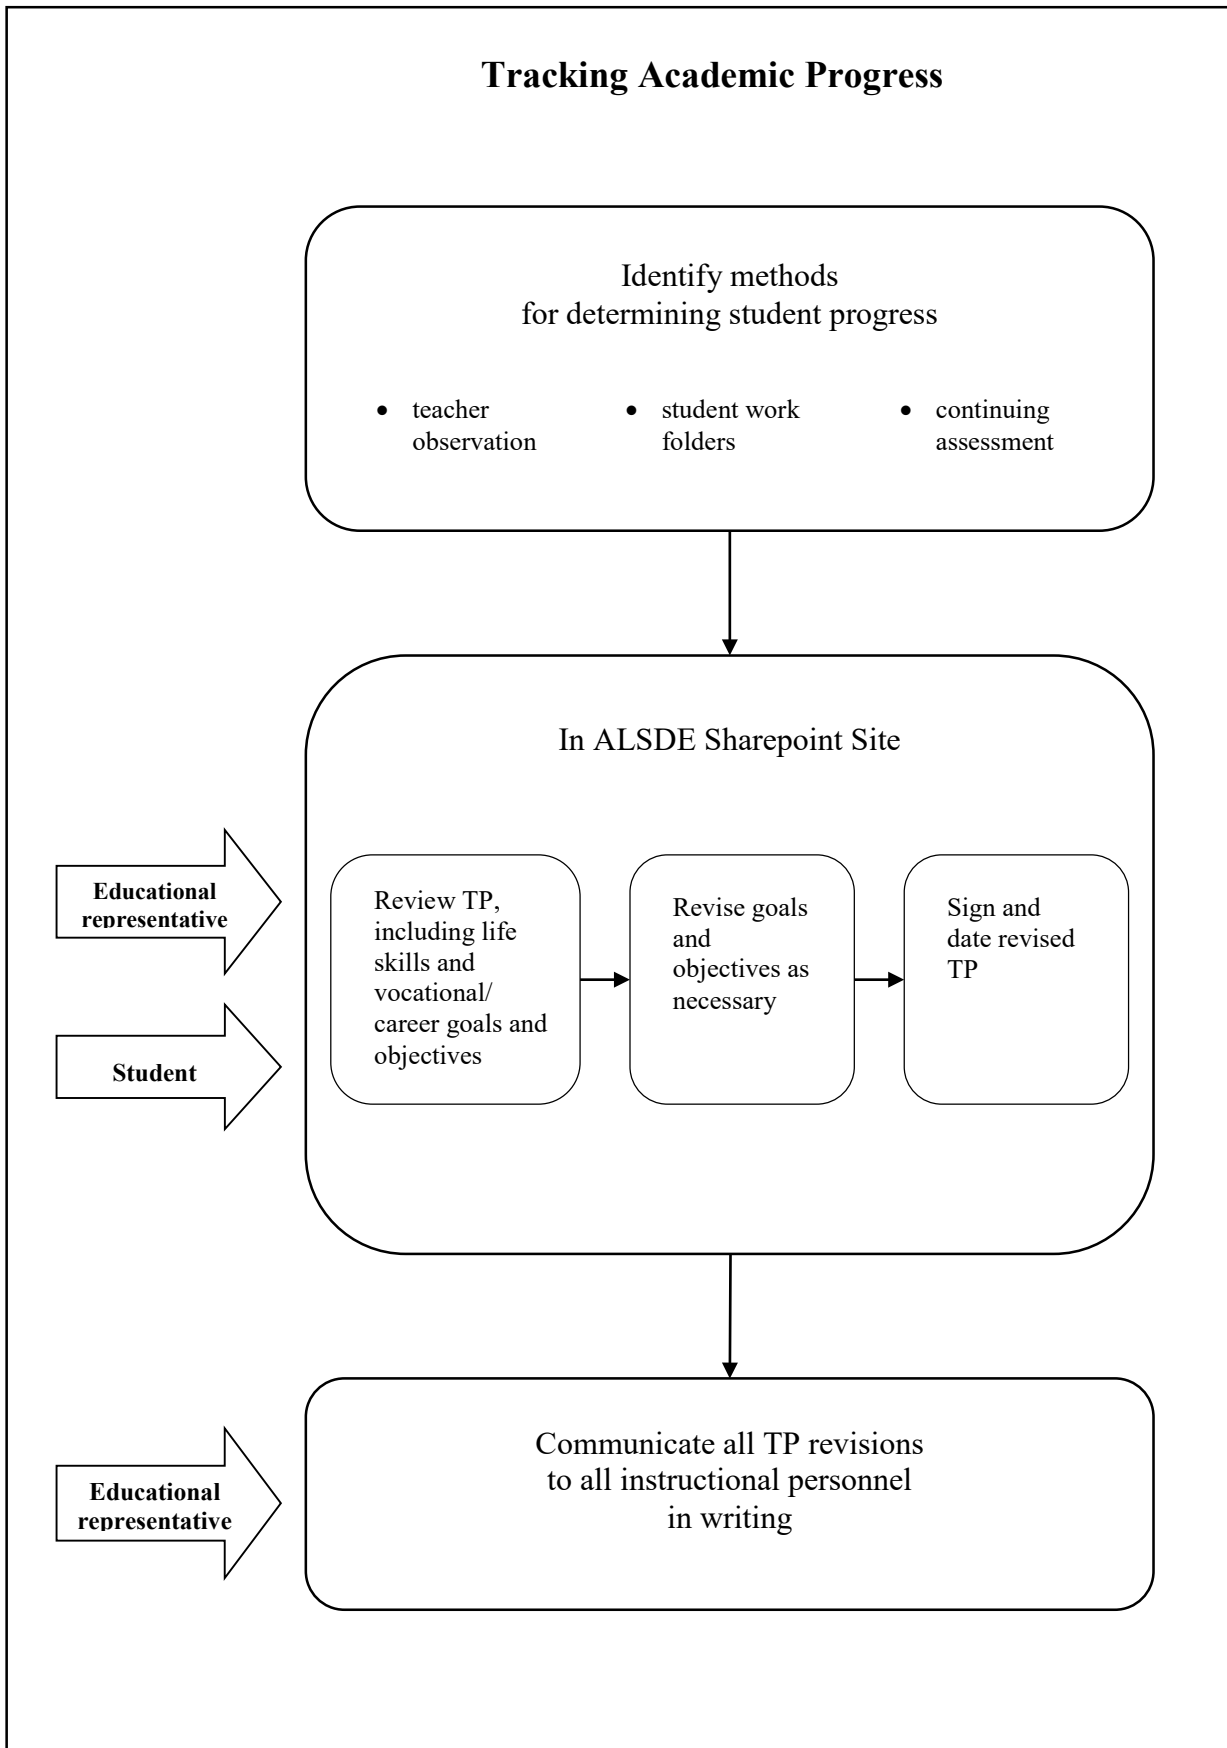 Tracking Academic Progress
Identify methods
for determining student progress
• teacher
observation
• student work
folders
• continuing
assessment
In ALSDE Sharepoint Site
Educational
representative
Student
Review TP,
including life
skills and
vocational/
career goals and
objectives
Revise goals
and
objectives as
necessary
Sign and
date revised
TP
Educational
representative
Communicate all TP revisions
to all instructional personnel
in writing